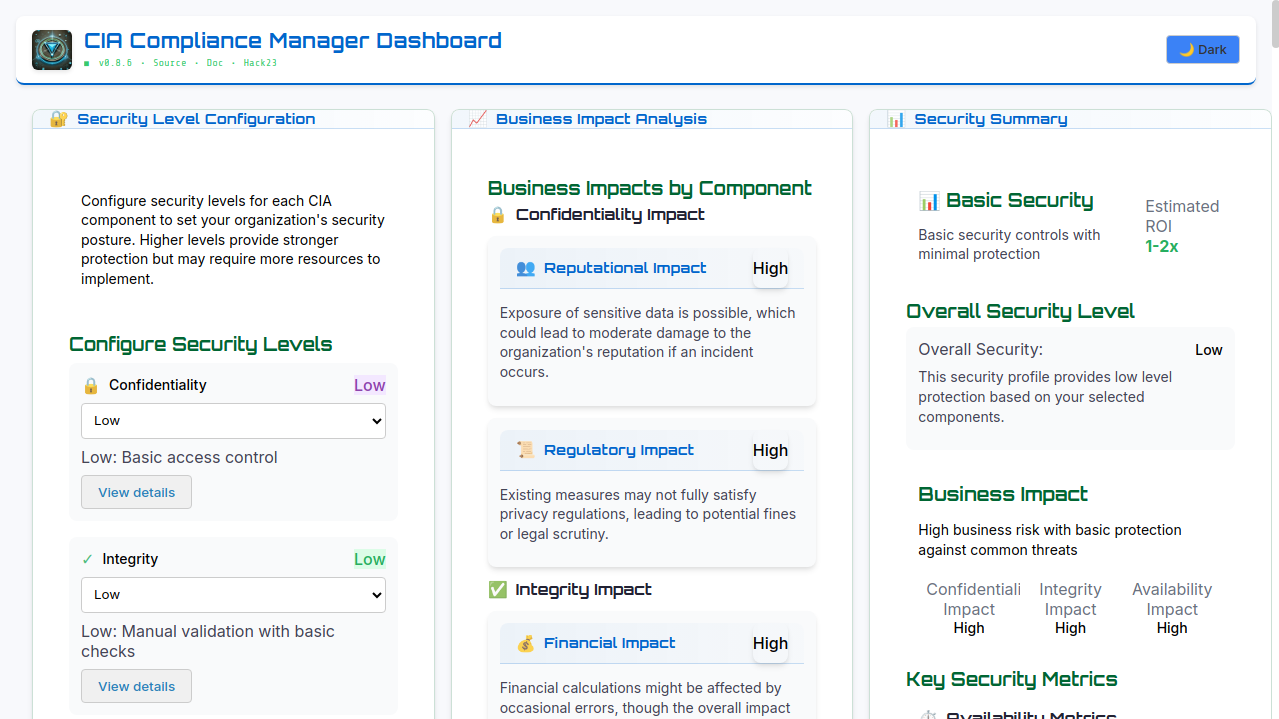 CIA Compliance Manager Dashboard
v0.8.6 · Source · Doc · Hack23
🌙 Dark
🔐 Security Level Configuration
Configure security levels for each CIA
component to set your organization's security
posture. Higher levels provide stronger
protection but may require more resources to
implement.
Configure Security Levels
🔒 Confidentiality Low
Low
Low: Basic access control
View details
✓ Integrity Low
Low
Low: Manual validation with basic
checks
View details
📈 Business Impact Analysis
Business Impacts by Component
🔒 Confidentiality Impact
👥 Reputational Impact High
Exposure of sensitive data is possible, which
could lead to moderate damage to the
organization's reputation if an incident
occurs.
📜 Regulatory Impact High
Existing measures may not fully satisfy
privacy regulations, leading to potential fines
or legal scrutiny.
✅ Integrity Impact
💰 Financial Impact High
Financial calculations might be affected by
occasional errors, though the overall impact
📊 Security Summary
📊 Basic Security
Basic security controls with
minimal protection
Estimated
ROI
1-2x
Overall Security Level
Overall Security: Low
This security profile provides low level
protection based on your selected
components.
Business Impact
High business risk with basic protection
against common threats
Confidentiali
Impact
High
Integrity
Impact
High
Availability
Impact
High
Key Security Metrics
⏱️ Availability Metrics